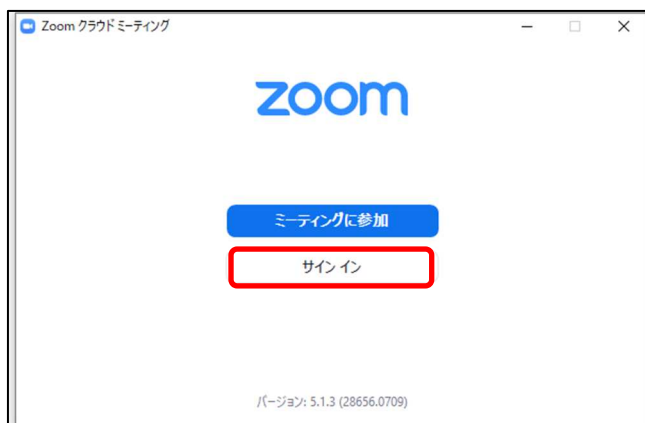 Zoom クラウド ミーティング
zoom
ミーティングに参加
サイン イン
バージョン: 5.1.3 (28656.0709)